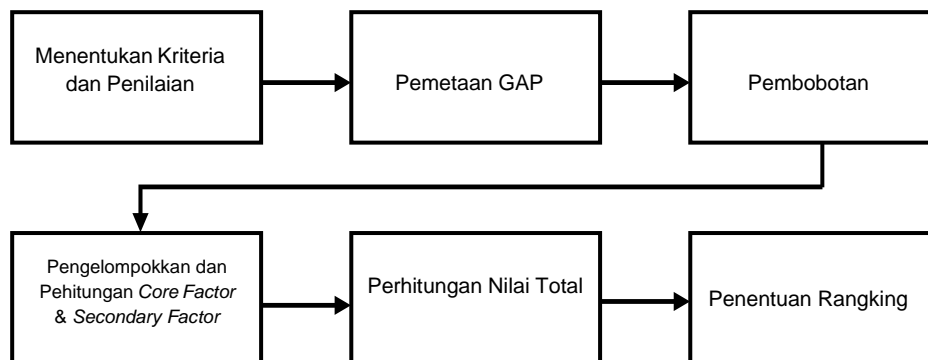 Menentukan Kriteria
dan Penilaian
Pemetaan GAP
Pembobotan
Pengelompokkan dan
Pehitungan Core Factor
& Secondary Factor
Perhitungan Nilai Total
Penentuan Rangking